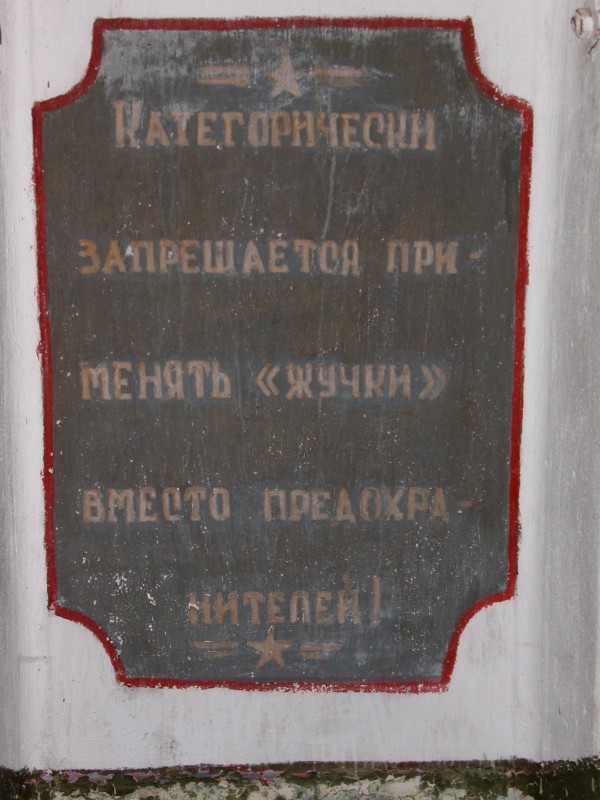 Категорически
запрещается при-
менять «жучки»
вместо предохра-
нителей!